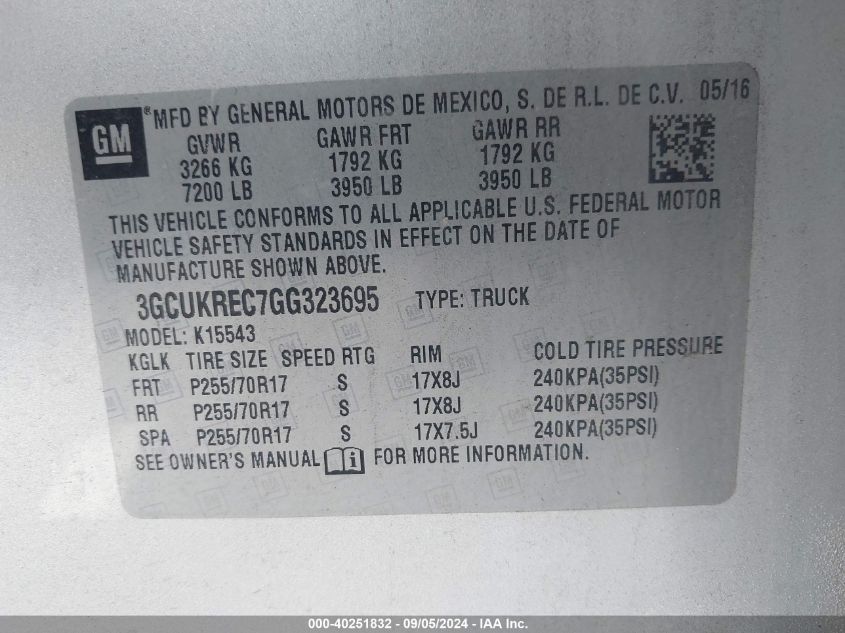 GM ®MFD BY GENERAL MOTORS DE MEXICO, S. DE R.L. DE C.V. 05/16
GVWR GAWR FRT GAWR RR
3266 KG 1792 KG 1792 KG
7200 LB 3950 LB 3950 LB
THIS VEHICLE CONFORMS TO ALL APPLICABLE U.S. FEDERAL MOTOR
VEHICLE SAFETY STANDARDS IN EFFECT ON THE DATE OF
MANUFACTURE SHOWN ABOVE.
3GCUKREC7GG323695 TYPE: TRUCK
MODEL: K15543
KGLK TIRE SIZE SPEED RTG RIM COLD TIRE PRESSURE
FRT P255/70R17 S 17X8J 240KPA(35PSI)
RR P255/70R17 S 17X8J 240KPA(35PSI)
SPA P255/70R17 S 17X7.5J 240KPA(35PSI)
SEE OWNER'S MANUAL FOR MORE INFORMATION.
000-40251832 - 09/05/2024 - IAA Inc.